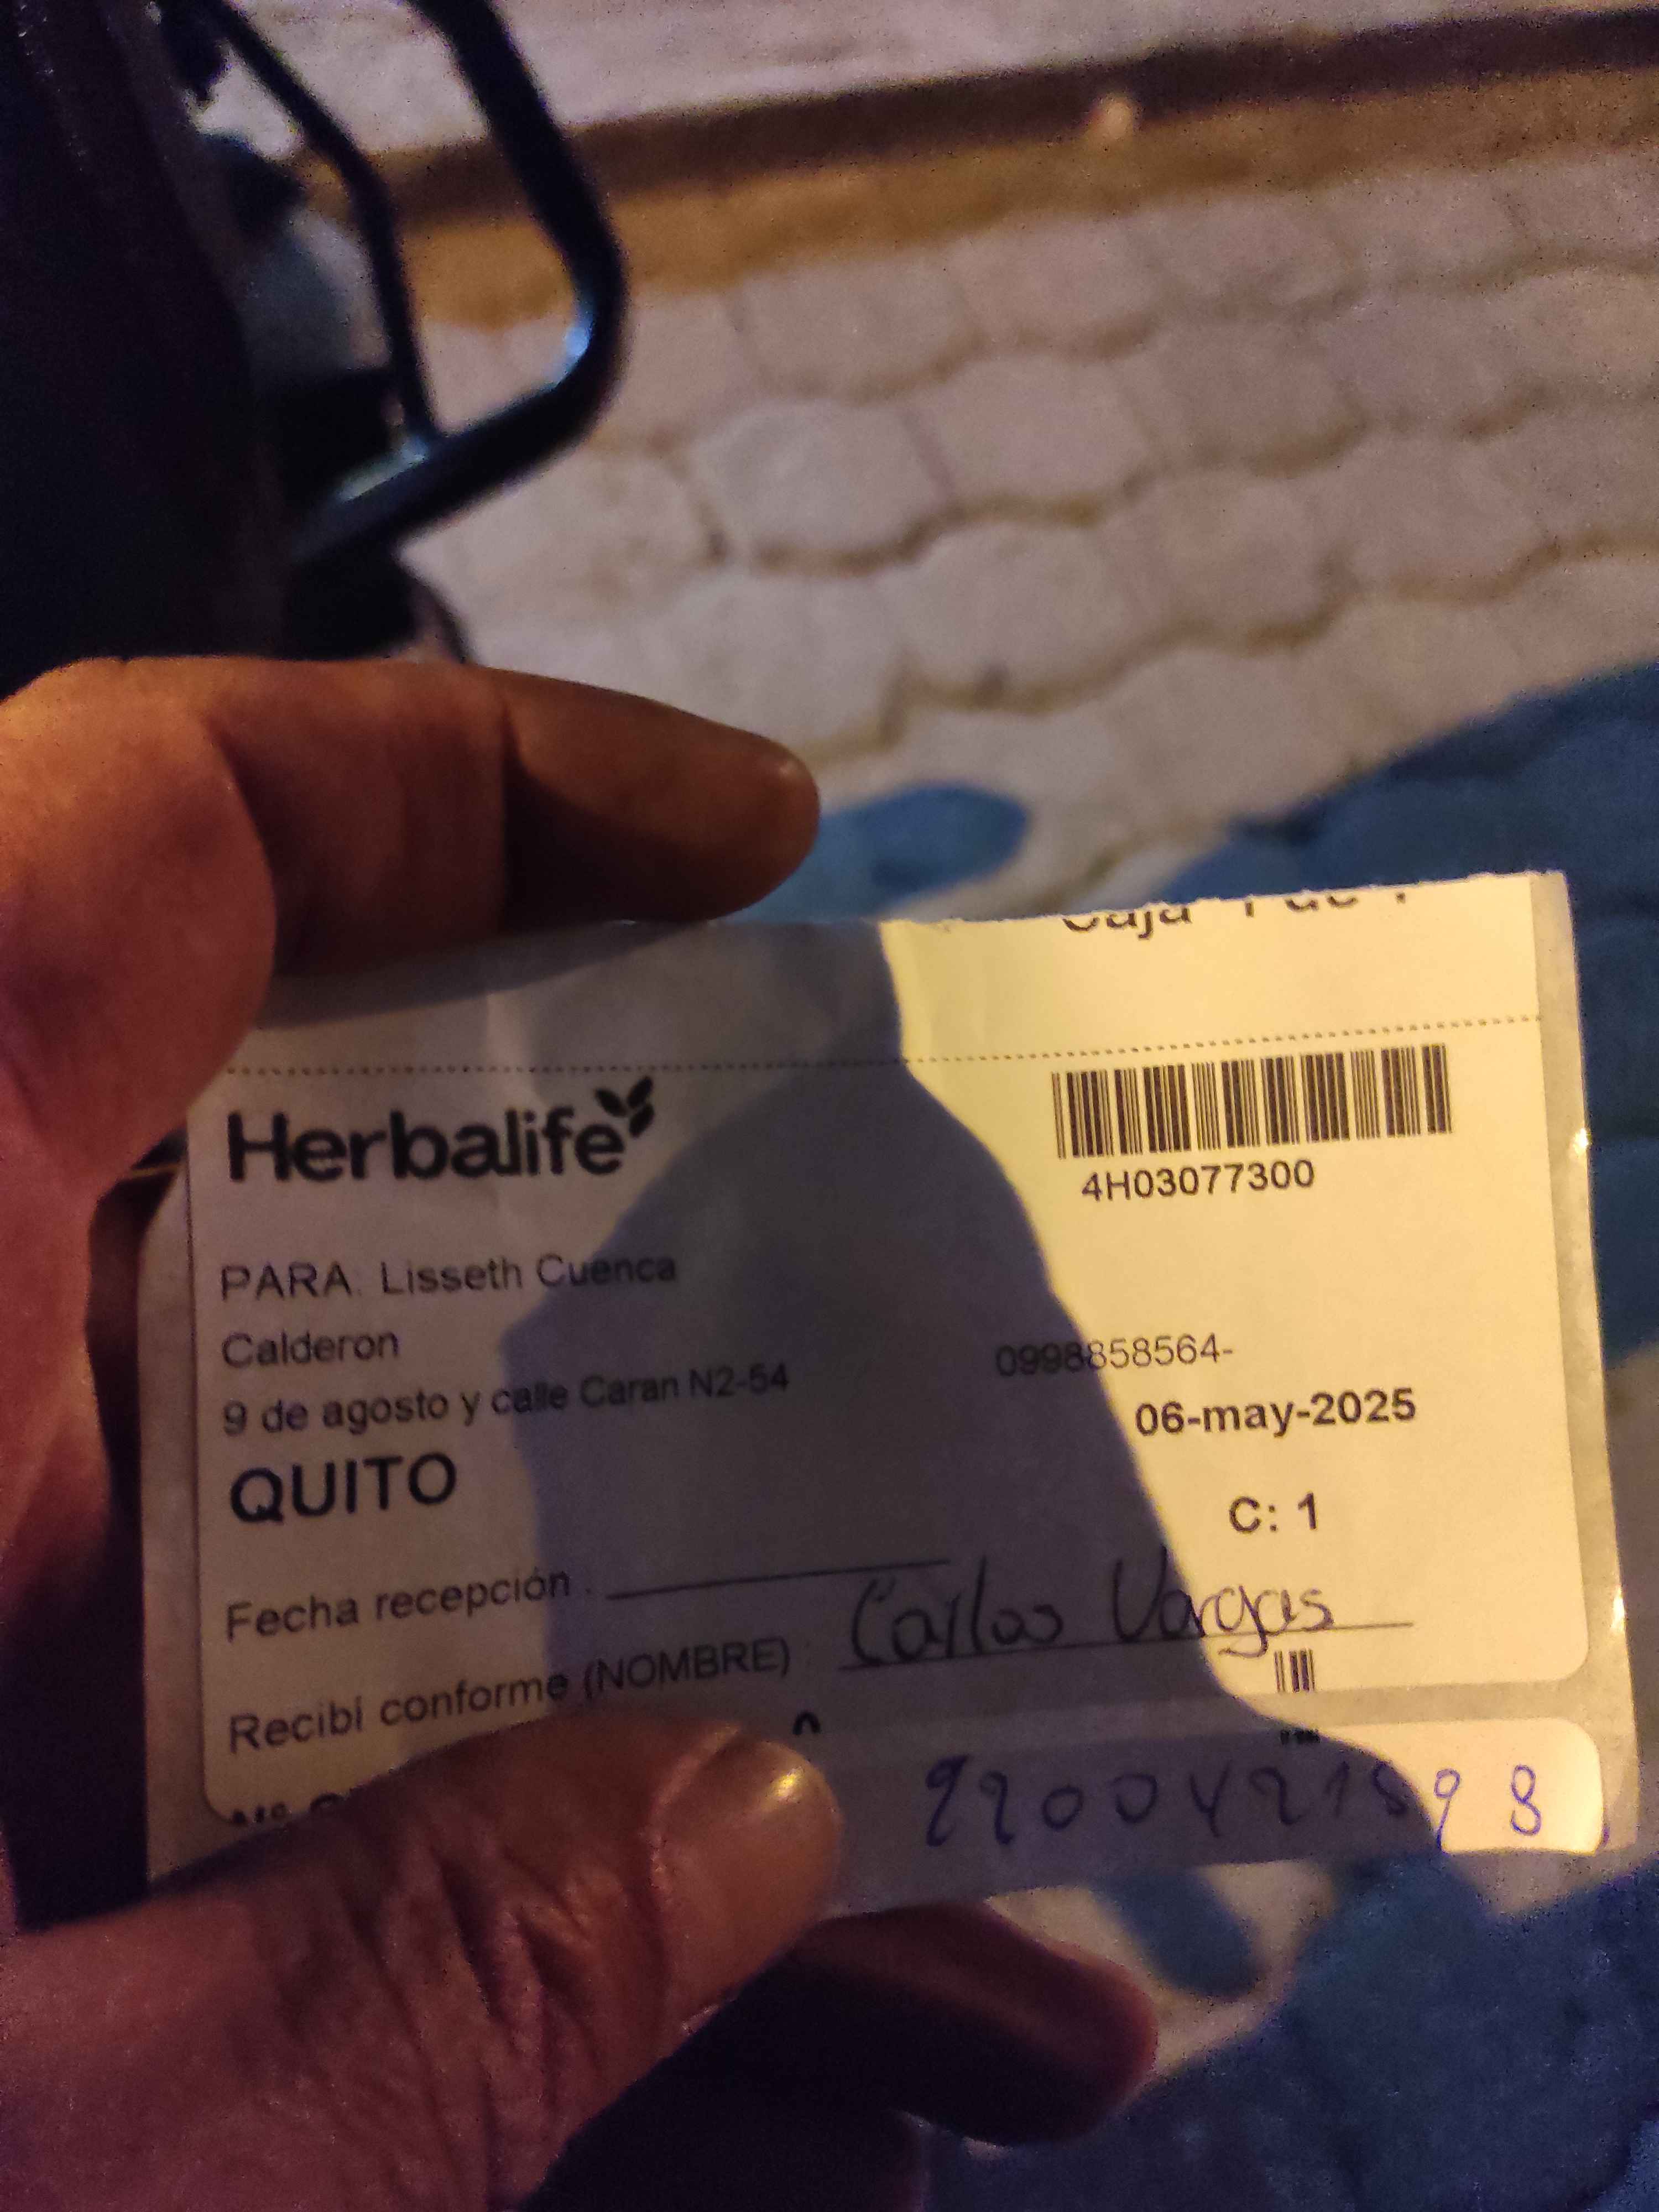 Herbalife
4H03077300
PARA. Lisseth Cuenca
Calderon
0998858564-
9 de agosto y calle Caran N2-54
06-may-2025
QUITO
C: 1
Fecha recepción :
Recibí conforme (NOMBRE) : Carlos Vargas